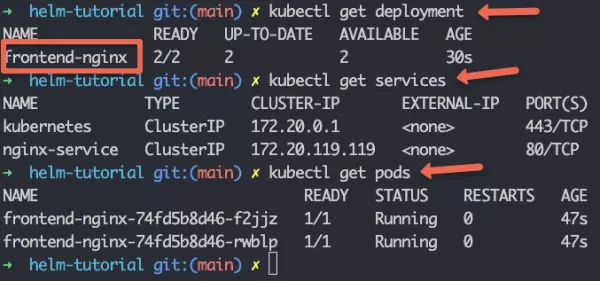 ➜ helm-tutorial git:(main) ✗ kubectl get deployment
NAME READY UP-TO-DATE AVAILABLE AGE
frontend-nginx 2/2 2 2 30s
➜ helm-tutorial git:(main) ✗ kubectl get services
NAME TYPE CLUSTER-IP EXTERNAL-IP PORT(S)
kubernetes ClusterIP 172.20.0.1 <none> 443/TCP
nginx-service ClusterIP 172.20.119.119 <none> 80/TCP
➜ helm-tutorial git:(main) ✗ kubectl get pods
NAME READY STATUS RESTARTS AGE
frontend-nginx-74fd5b8d46-f2jjz 1/1 Running 0 47s
frontend-nginx-74fd5b8d46-rwblp 1/1 Running 0 47s
➜ helm-tutorial git:(main) ✗